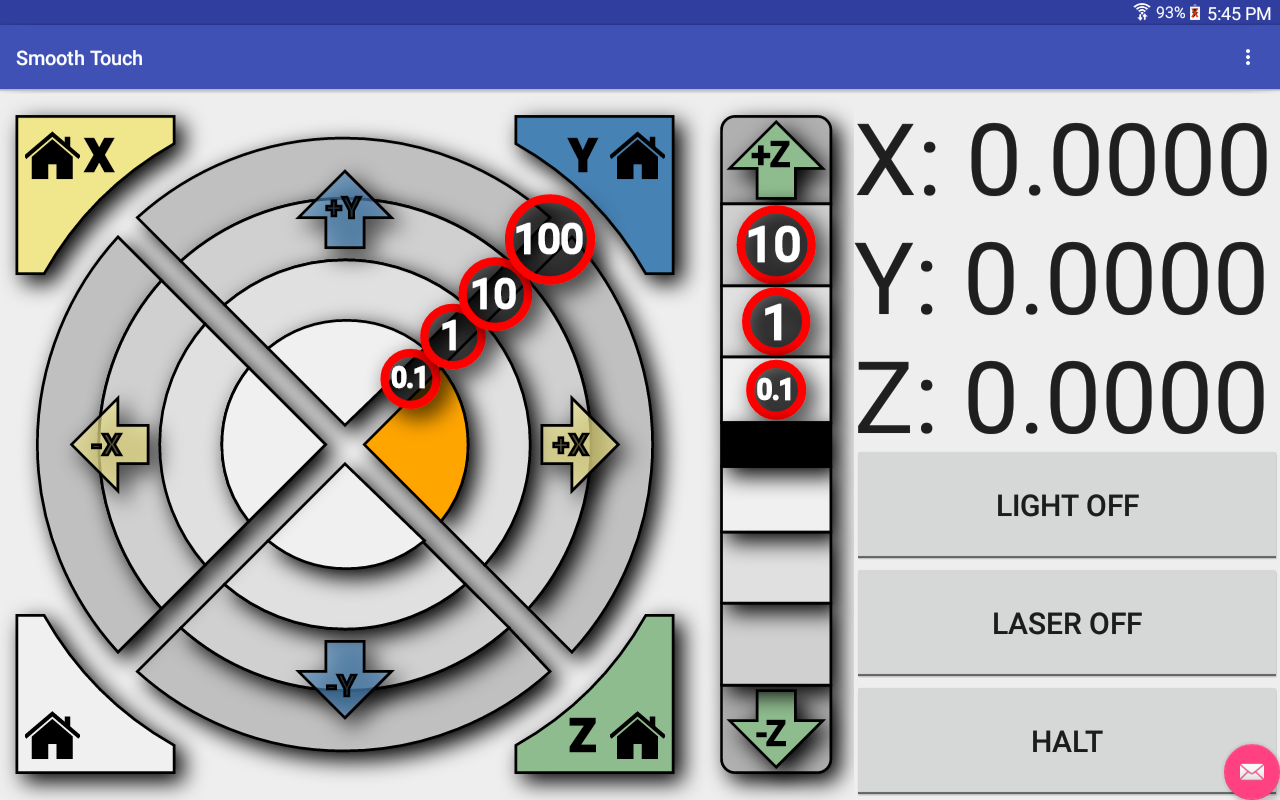 93% 5:45 PM
Smooth Touch
X
Y
+Y
100
10
1
0.1
-X
+X
-Y
Z
+Z
10
1
0.1
-Z
X: 0.0000
Y: 0.0000
Z: 0.0000
LIGHT OFF
LASER OFF
HALT